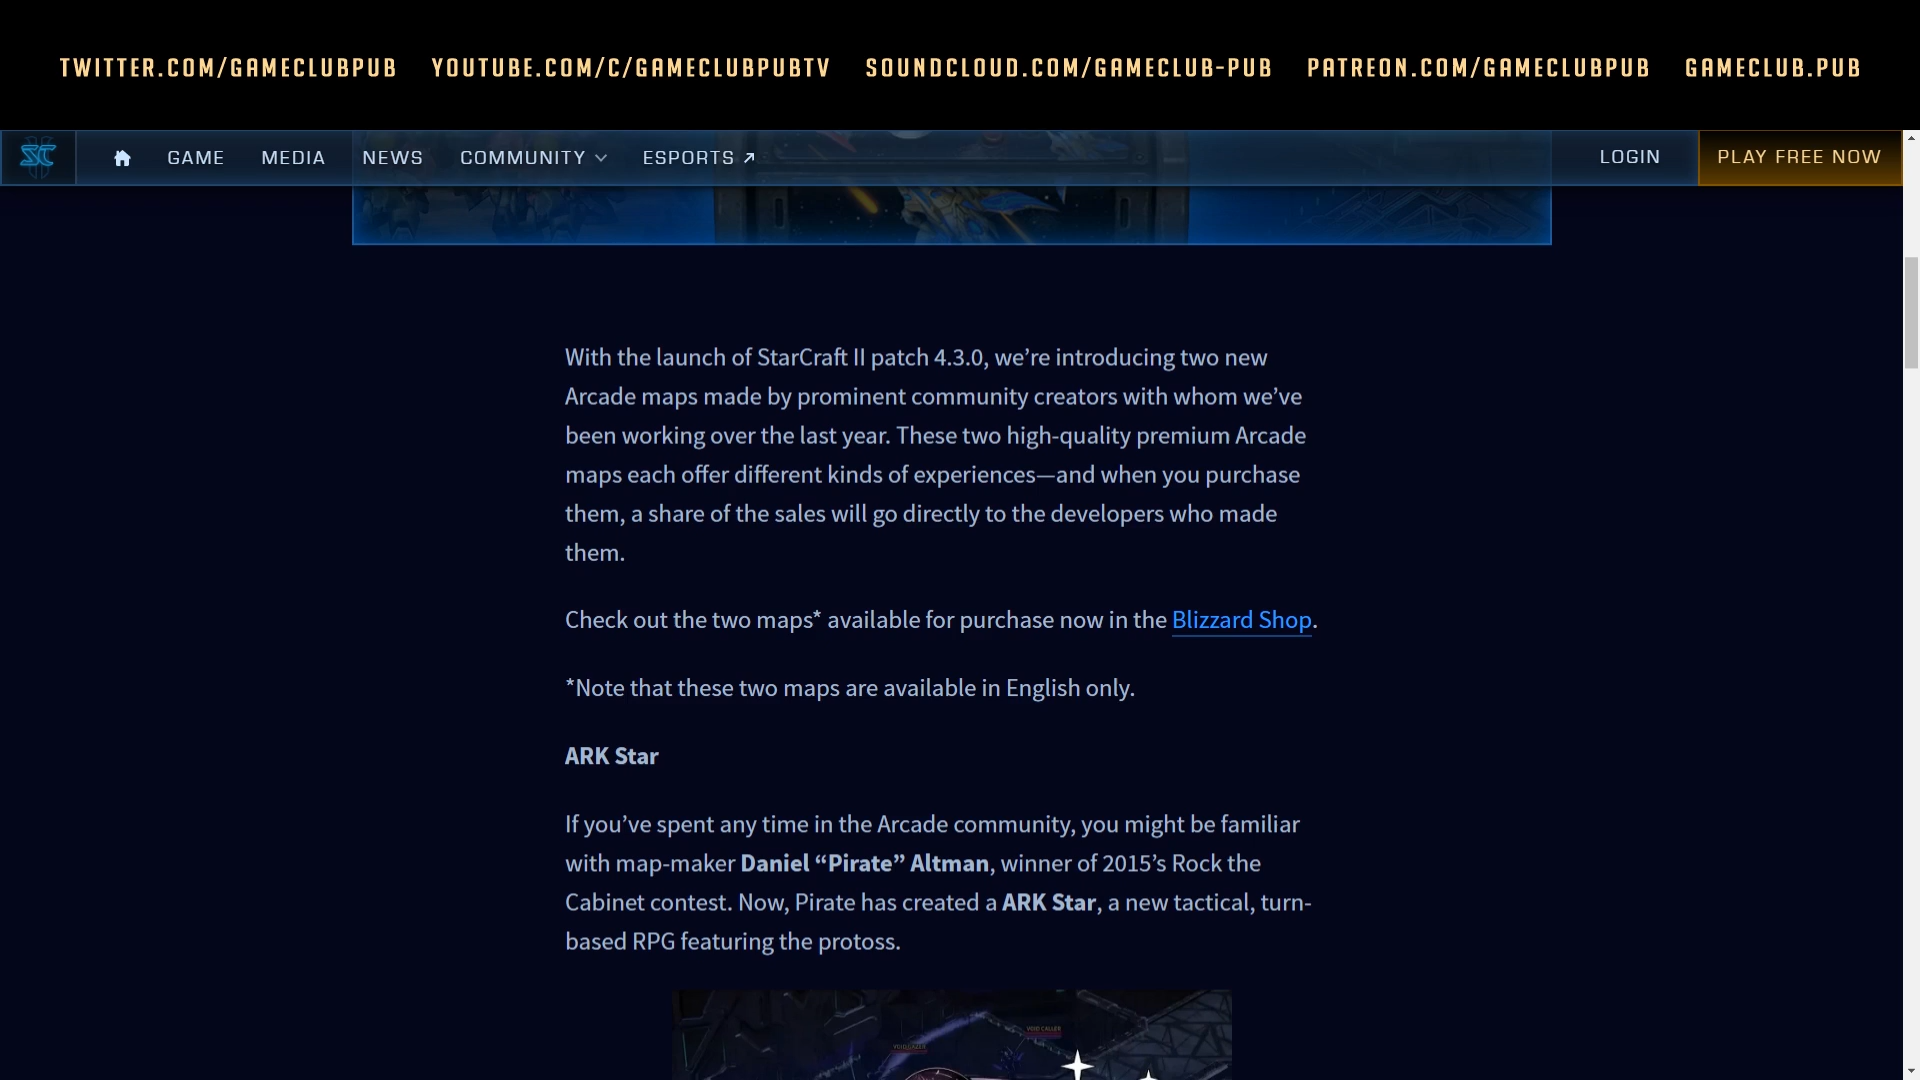 TWITTER.COM/GAMECLUBPUB YOUTUBE.COM/C/GAMECLUBPUBTV SOUNDCLOUD.COM/GAMECLUB-PUB PATREON.COM/GAMECLUBPUB GAMECLUB.PUB
SC GAME MEDIA NEWS COMMUNITY ESPORTS LOGIN PLAY FREE NOW
With the launch of StarCraft II patch 4.3.0, we’re introducing two new
Arcade maps made by prominent community creators with whom we’ve
been working over the last year. These two high-quality premium Arcade
maps each offer different kinds of experiences—and when you purchase
them, a share of the sales will go directly to the developers who made
them.
Check out the two maps* available for purchase now in the Blizzard Shop.
*Note that these two maps are available in English only.
ARK Star
If you’ve spent any time in the Arcade community, you might be familiar
with map-maker Daniel “Pirate” Altman, winner of 2015’s Rock the
Cabinet contest. Now, Pirate has created a ARK Star, a new tactical, turn-
based RPG featuring the protoss.
VOID CALLER